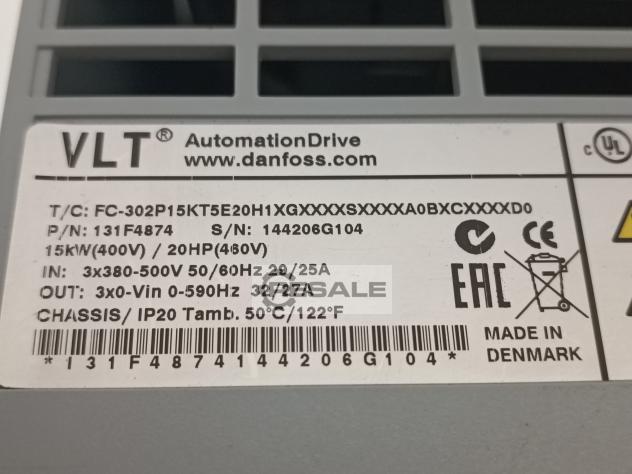 VLT® AutomationDrive
www.danfoss.com
T/C: FC-302P15KT5E20H1XGXXXXSXXXXA0BXCXXXXD0
P/N: 131F4874 S/N: 144206G104
15kW(400V) / 20HP(460V)
IN: 3x380-500V 50/60Hz 29/25A
OUT: 3x0-Vin 0-590Hz 32/27A
CHASSIS/ IP20 Tamb. 50°C/122°F
*131F4874144206G104*
MADE IN
DENMARK
c UL
EAC
SALE